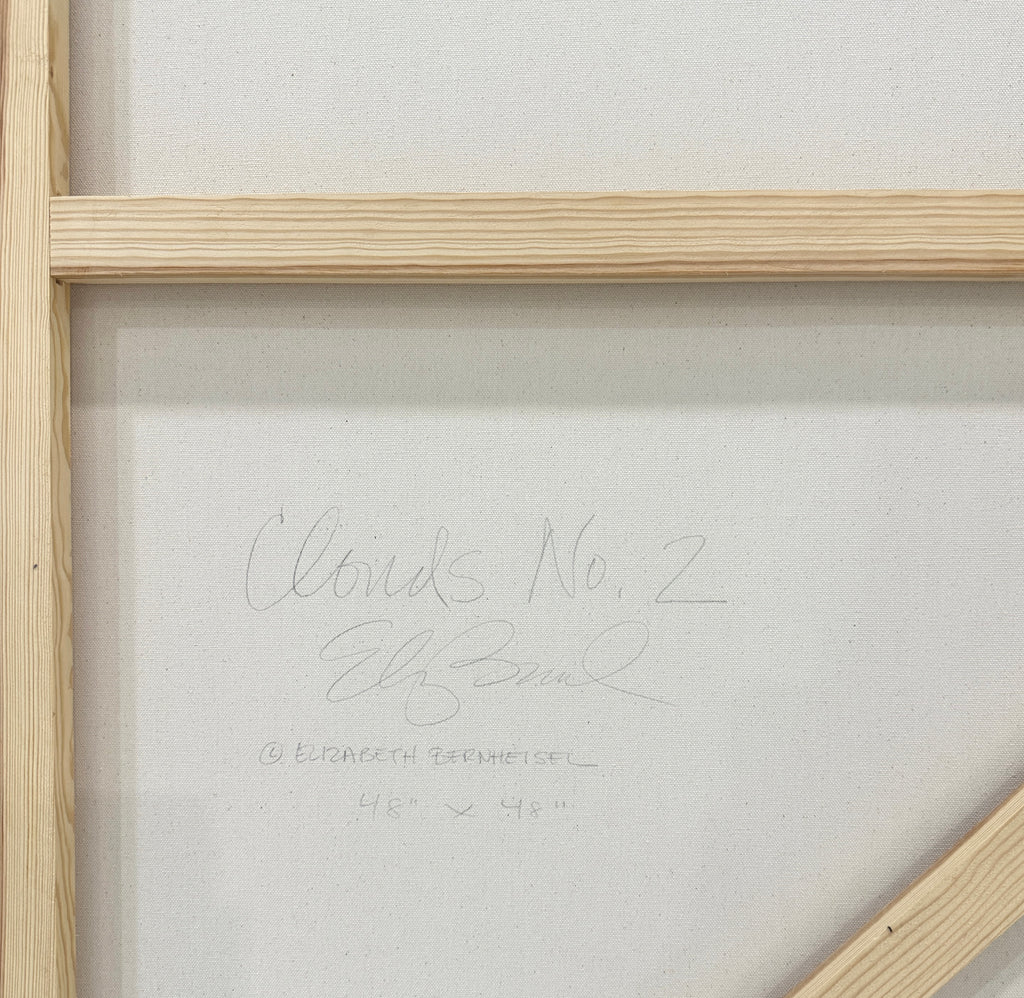 Clouds No. 2
© ELIZABETH BERNHEISEL
48" x 48"